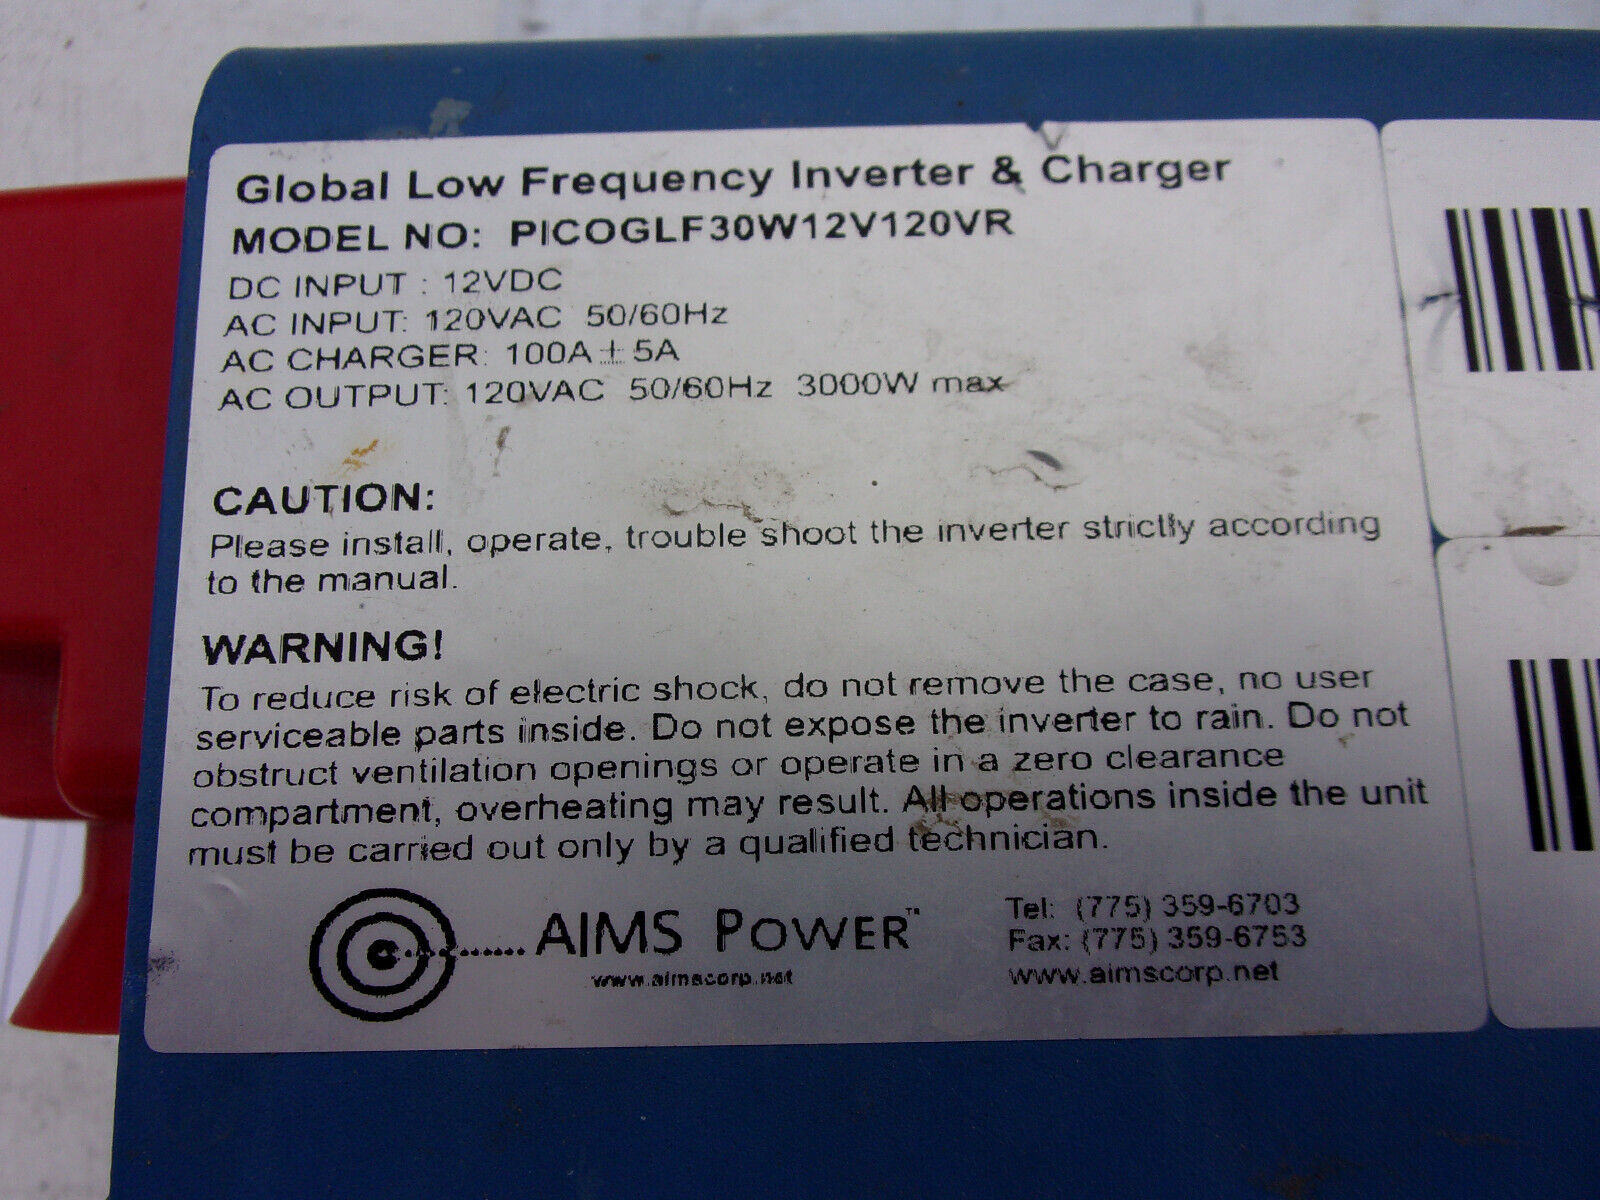 Global Low Frequency Inverter & Charger
MODEL NO: PICOGLF30W12V120VR
DC INPUT : 12VDC
AC INPUT: 120VAC 50/60Hz
AC CHARGER: 100A ± 5A
AC OUTPUT: 120VAC 50/60Hz 3000W max
CAUTION:
Please install, operate, trouble shoot the inverter strictly according
to the manual.
WARNING!
To reduce risk of electric shock, do not remove the case, no user
serviceable parts inside. Do not expose the inverter to rain. Do not
obstruct ventilation openings or operate in a zero clearance
compartment, overheating may result. All operations inside the unit
must be carried out only by a qualified technician.
AIMS POWER™
www.aimscorp.net
Tel: (775) 359-6703
Fax: (775) 359-6753
www.aimscorp.net